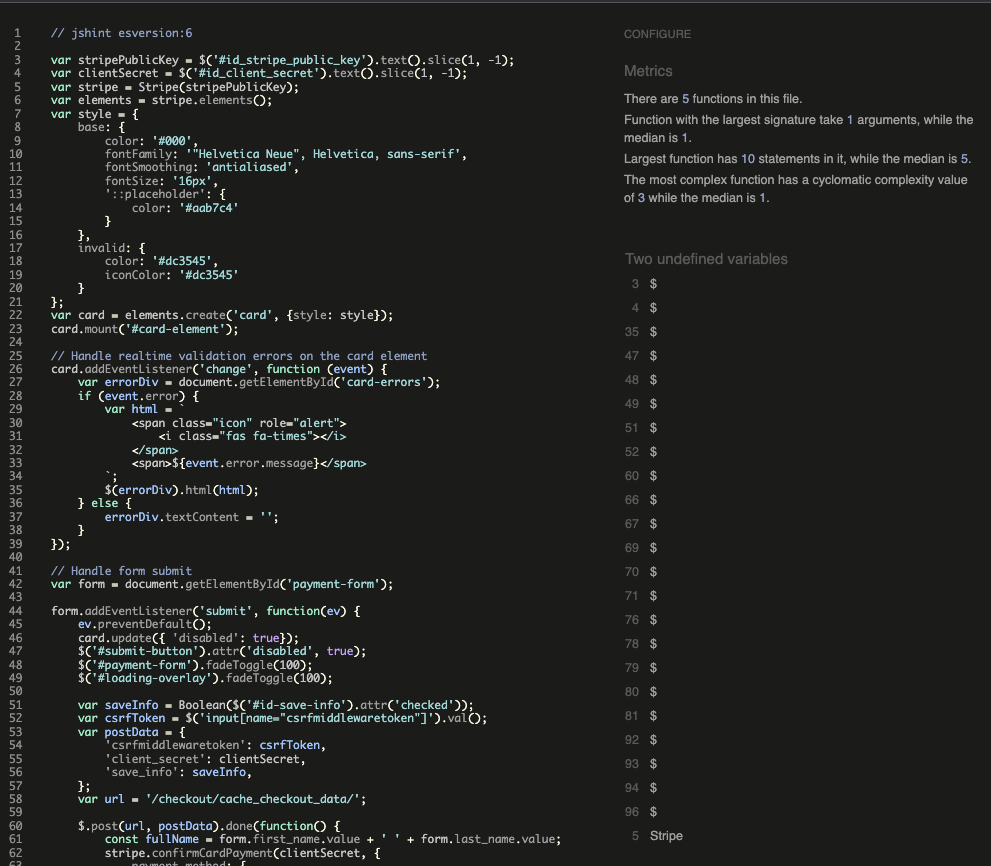 1 // jshint esversion:6
2
3 var stripePublicKey = $('#id_stripe_public_key').text().slice(1, -1);
4 var clientSecret = $('#id_client_secret').text().slice(1, -1);
5 var stripe = Stripe(stripePublicKey);
6 var elements = stripe.elements();
7 var style = {
8     base: {
9         color: '#000',
10         fontFamily: '"Helvetica Neue", Helvetica, sans-serif',
11         fontSmoothing: 'antialiased',
12         fontSize: '16px',
13         '::placeholder': {
14             color: '#aab7c4'
15         }
16     },
17     invalid: {
18         color: '#dc3545',
19         iconColor: '#dc3545'
20     }
21 };
22 var card = elements.create('card', {style: style});
23 card.mount('#card-element');
24
25 // Handle realtime validation errors on the card element
26 card.addEventListener('change', function (event) {
27     var errorDiv = document.getElementById('card-errors');
28     if (event.error) {
29         var html = `
30             <span class="icon" role="alert">
31                 <i class="fas fa-times"></i>
32             </span>
33             <span>${event.error.message}</span>
34         `;
35         $(errorDiv).html(html);
36     } else {
37         errorDiv.textContent = '';
38     }
39 });
40
41 // Handle form submit
42 var form = document.getElementById('payment-form');
43
44 form.addEventListener('submit', function(ev) {
45     ev.preventDefault();
46     card.update({ 'disabled': true});
47     $('#submit-button').attr('disabled', true);
48     $('#payment-form').fadeToggle(100);
49     $('#loading-overlay').fadeToggle(100);
50
51     var saveInfo = Boolean($('#id-save-info').attr('checked'));
52     var csrfToken = $('input[name="csrfmiddlewaretoken"]').val();
53     var postData = {
54         'csrfmiddlewaretoken': csrfToken,
55         'client_secret': clientSecret,
56         'save_info': saveInfo,
57     };
58     var url = '/checkout/cache_checkout_data/';
59
60     $.post(url, postData).done(function() {
61         const fullName = form.first_name.value + ' ' + form.last_name.value;
62         stripe.confirmCardPayment(clientSecret, {
63             payment_method: {
CONFIGURE
Metrics
There are 5 functions in this file.
Function with the largest signature take 1 arguments, while the
median is 1.
Largest function has 10 statements in it, while the median is 5.
The most complex function has a cyclomatic complexity value
of 3 while the median is 1.
Two undefined variables
3 $
4 $
35 $
47 $
48 $
49 $
51 $
52 $
60 $
66 $
67 $
69 $
70 $
71 $
76 $
78 $
79 $
80 $
81 $
92 $
93 $
94 $
96 $
5 Stripe